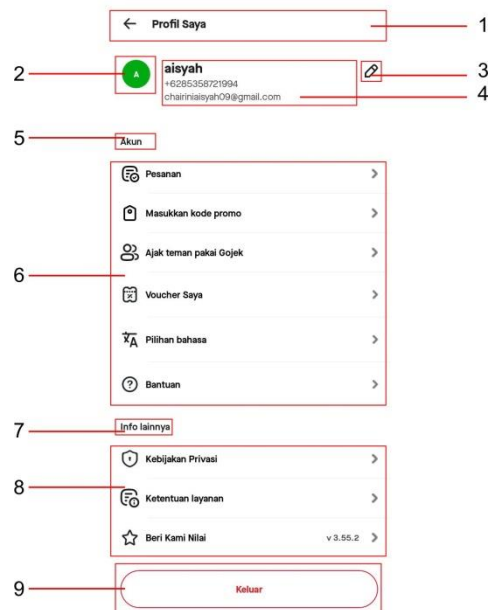 Profil Saya
1
2
A
aisyah
3
+6285358721994
chairiniaisyah09@gmail.com
4
5
Akun
Pesanan
Masukkan kode promo
Ajak teman pakai Gojek
6
Voucher Saya
Pilihan bahasa
Bantuan
7
Info lainnya
Kebijakan Privasi
8
Ketentuan layanan
Beri Kami Nilai v 3.55.2
9
Keluar